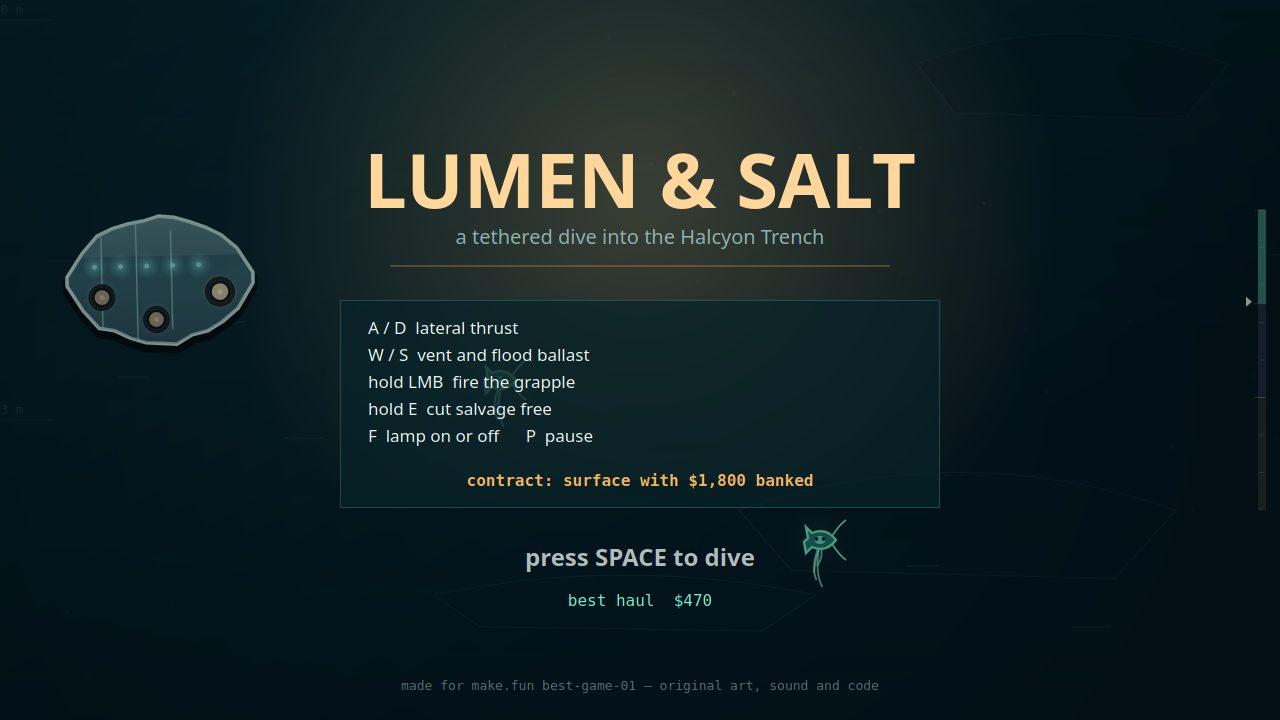 0 m
LUMEN & SALT
a tethered dive into the Halcyon Trench
A / D  lateral thrust
W / S  vent and flood ballast
hold LMB  fire the grapple
hold E  cut salvage free
3 m
F  lamp on or off      P  pause
contract: surface with $1,800 banked
press SPACE to dive
best haul  $470
made for make.fun best-game-01 — original art, sound and code